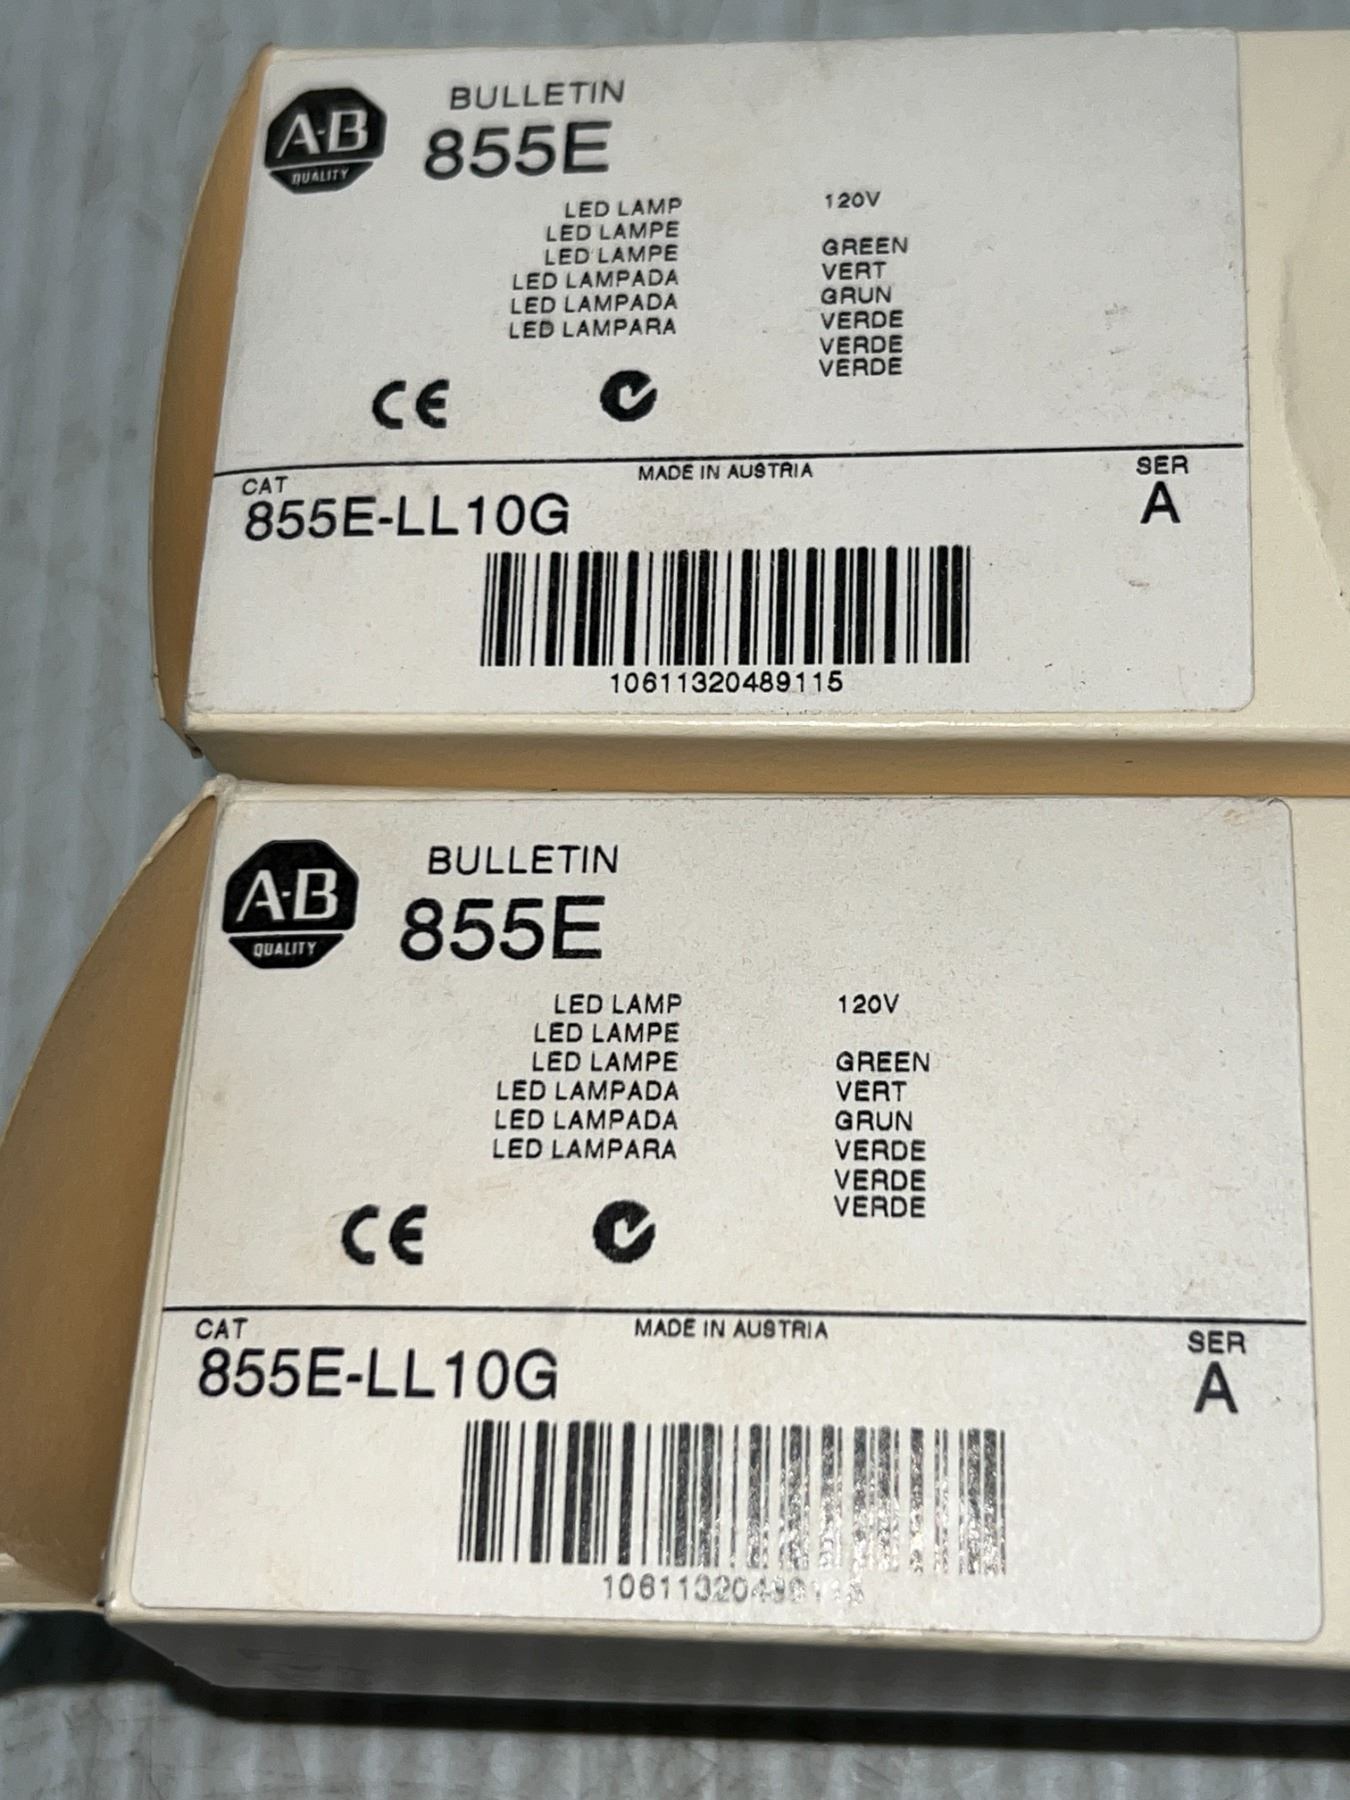 A-B
QUALITY
BULLETIN
855E
LED LAMP 120V
LED LAMPE
LED LAMPE GREEN
LED LAMPADA VERT
LED LAMPADA GRUN
LED LAMPARA VERDE
VERDE
VERDE
CE
MADE IN AUSTRIA
CAT SER
855E-LL10G A
10611320489115
A-B
QUALITY
BULLETIN
855E
LED LAMP 120V
LED LAMPE
LED LAMPE GREEN
LED LAMPADA VERT
LED LAMPADA GRUN
LED LAMPARA VERDE
VERDE
VERDE
CE
CAT MADE IN AUSTRIA SER
855E-LL10G A
10611320489115